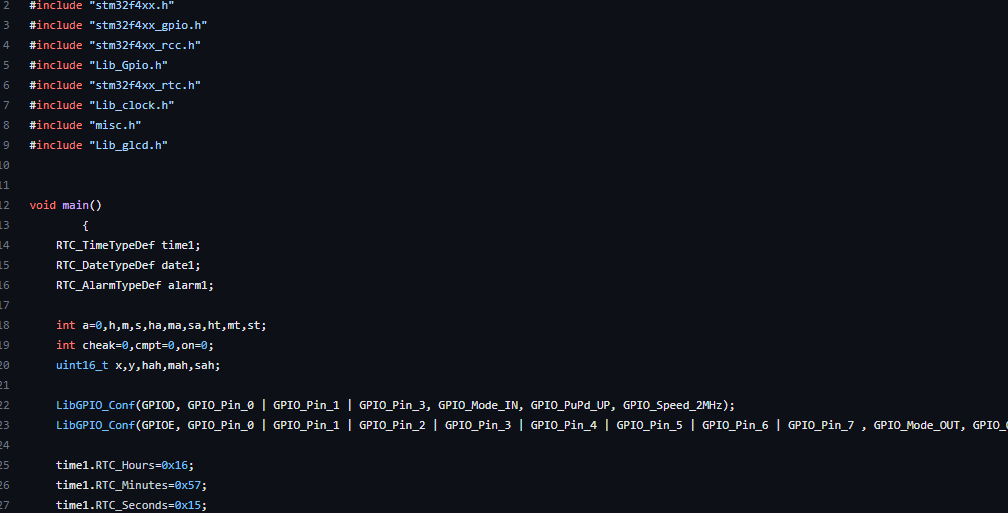 2 #include "stm32f4xx.h"
3 #include "stm32f4xx_gpio.h"
4 #include "stm32f4xx_rcc.h"
5 #include "Lib_Gpio.h"
6 #include "stm32f4xx_rtc.h"
7 #include "Lib_clock.h"
8 #include "misc.h"
9 #include "Lib_glcd.h"
10
11
12 void main()
13 {
14 RTC_TimeTypeDef time1;
15 RTC_DateTypeDef date1;
16 RTC_AlarmTypeDef alarm1;
17
18 int a=0,h,m,s,ha,ma,sa,ht,mt,st;
19 int cheak=0,cmpt=0,on=0;
20 uint16_t x,y,hah,mah,sah;
21
22 LibGPIO_Conf(GPIOD, GPIO_Pin_0 | GPIO_Pin_1 | GPIO_Pin_3, GPIO_Mode_IN, GPIO_PuPd_UP, GPIO_Speed_2MHz);
23 LibGPIO_Conf(GPIOE, GPIO_Pin_0 | GPIO_Pin_1 | GPIO_Pin_2 | GPIO_Pin_3 | GPIO_Pin_4 | GPIO_Pin_5 | GPIO_Pin_6 | GPIO_Pin_7 , GPIO_Mode_OUT,
24
25 time1.RTC_Hours=0x16;
26 time1.RTC_Minutes=0x57;
27 time1.RTC_Seconds=0x15;